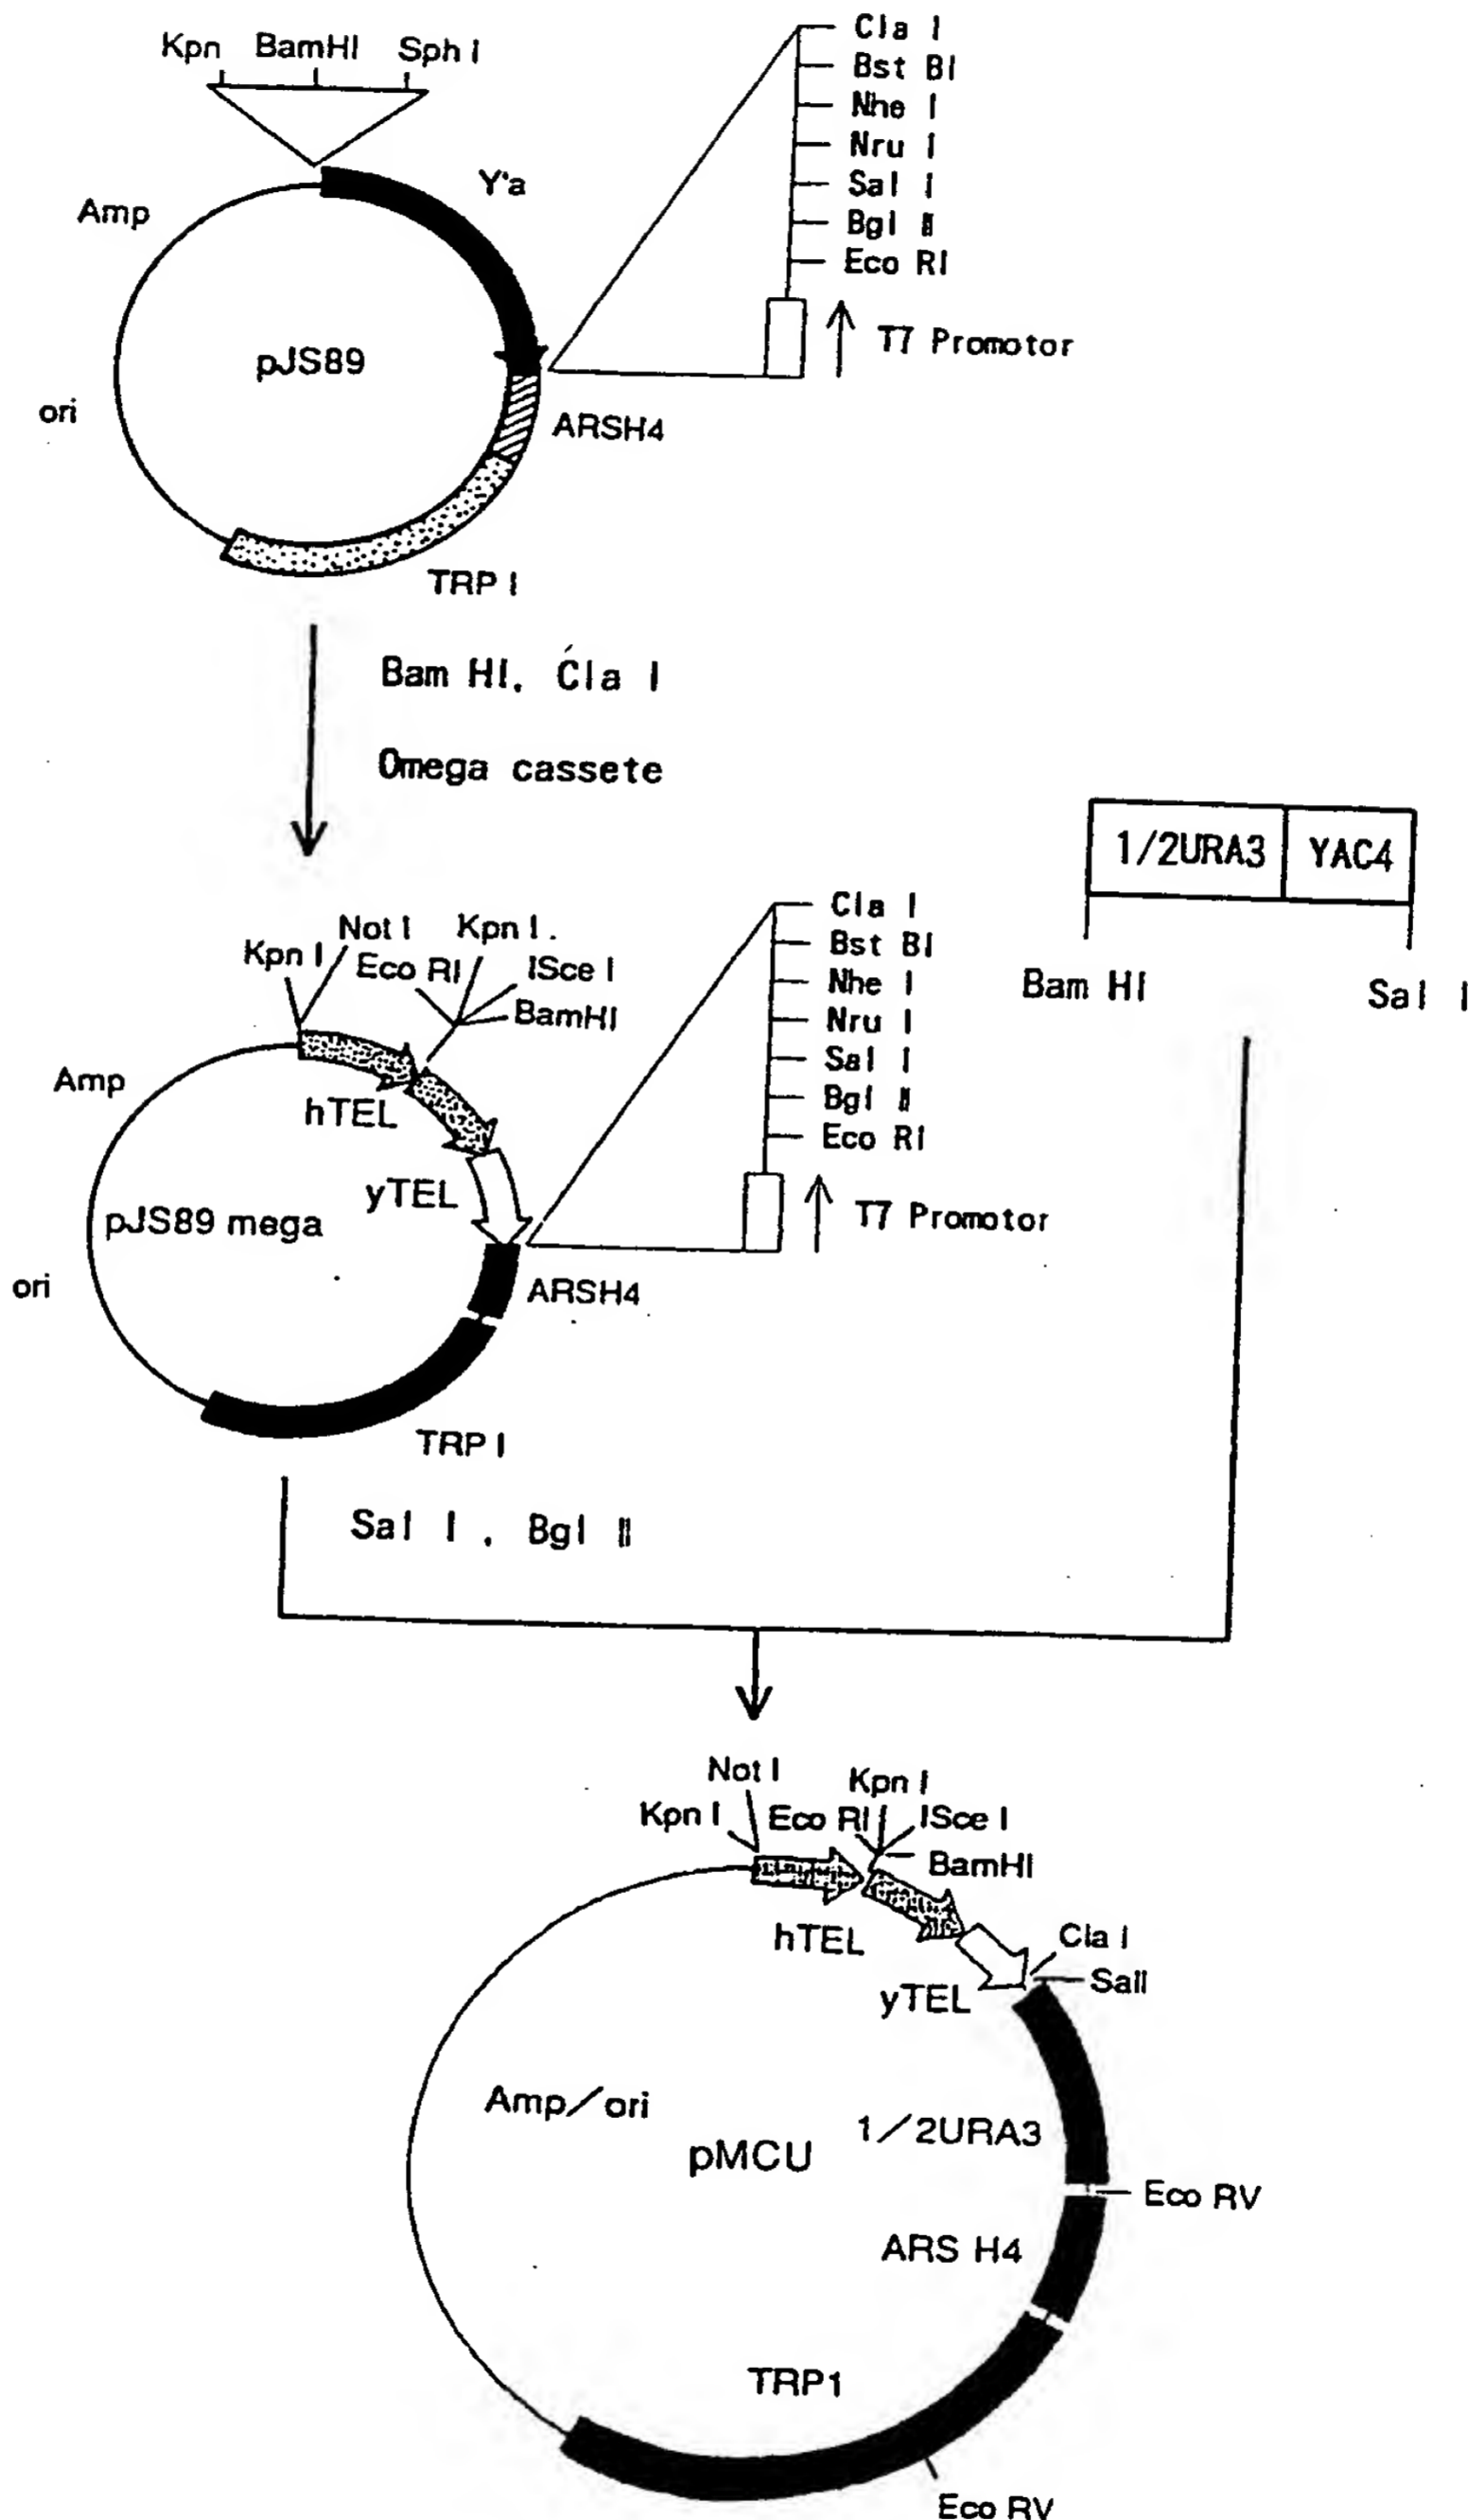 Kpn BamHI Sph I
Cla I
Bst BI
Nhe I
Nru I
Sal I
Bgl II
Eco RI
T7 Promotor
Y'a
Amp
pJS89
ori
ARSH4
TRP I
Bam HI, Cla I
Omega cassete
1/2URA3 YAC4
Bam HI
Sal I
Kpn I
Not I
Eco RI
Kpn I.
ISce I
BamHI
Cla I
Bst BI
Nhe I
Nru I
Sal I
Bgl II
Eco RI
T7 Promotor
Amp
hTEL
yTEL
pJS89 mega
ori
ARSH4
TRP I
Sal I , Bgl II
Not I
Kpn I
Kpn I
Eco RI
ISce I
BamHI
hTEL
Cla I
SalI
yTEL
Amp/ori
1/2URA3
pMCU
Eco RV
ARS H4
TRP1
Eco RV